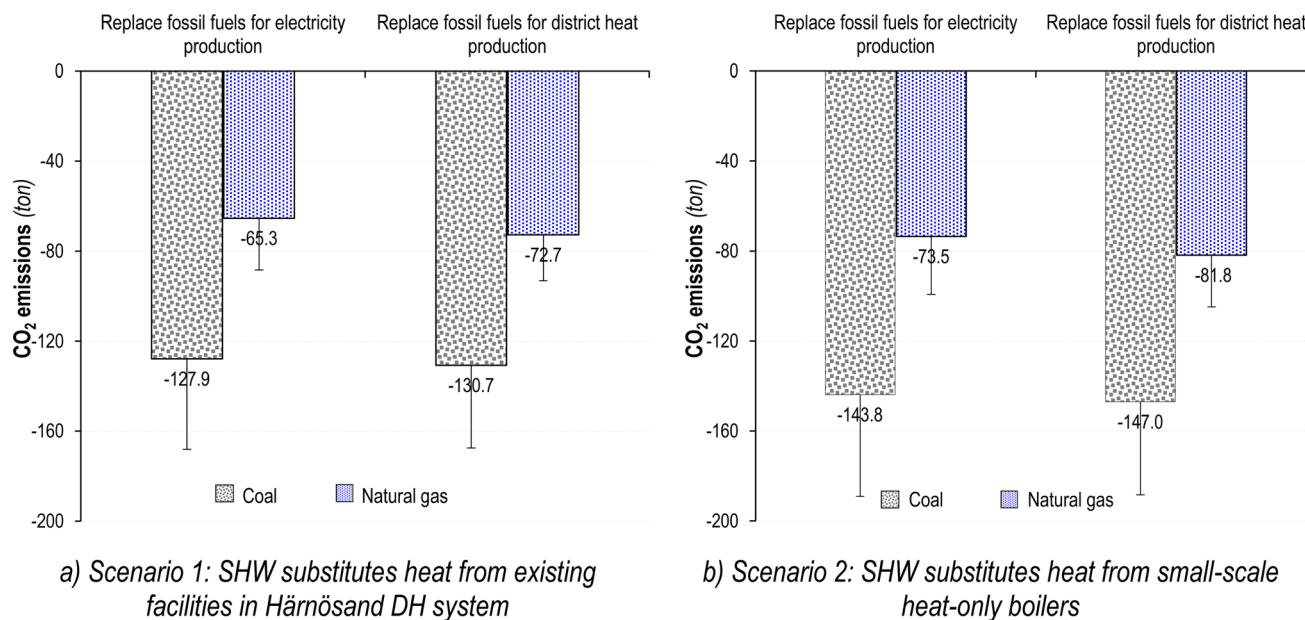 Replace fossil fuels for electricity
production
Replace fossil fuels for district heat
production
0
-40
-80
-120
-160
-200
CO₂ emissions (ton)
-127.9
-65.3
-130.7
-72.7
Coal
Natural gas
a) Scenario 1: SHW substitutes heat from existing
facilities in Härnösand DH system
Replace fossil fuels for electricity
production
Replace fossil fuels for district heat
production
0
-40
-80
-120
-160
-200
CO₂ emissions (ton)
-143.8
-73.5
-147.0
-81.8
Coal
Natural gas
b) Scenario 2: SHW substitutes heat from small-scale
heat-only boilers